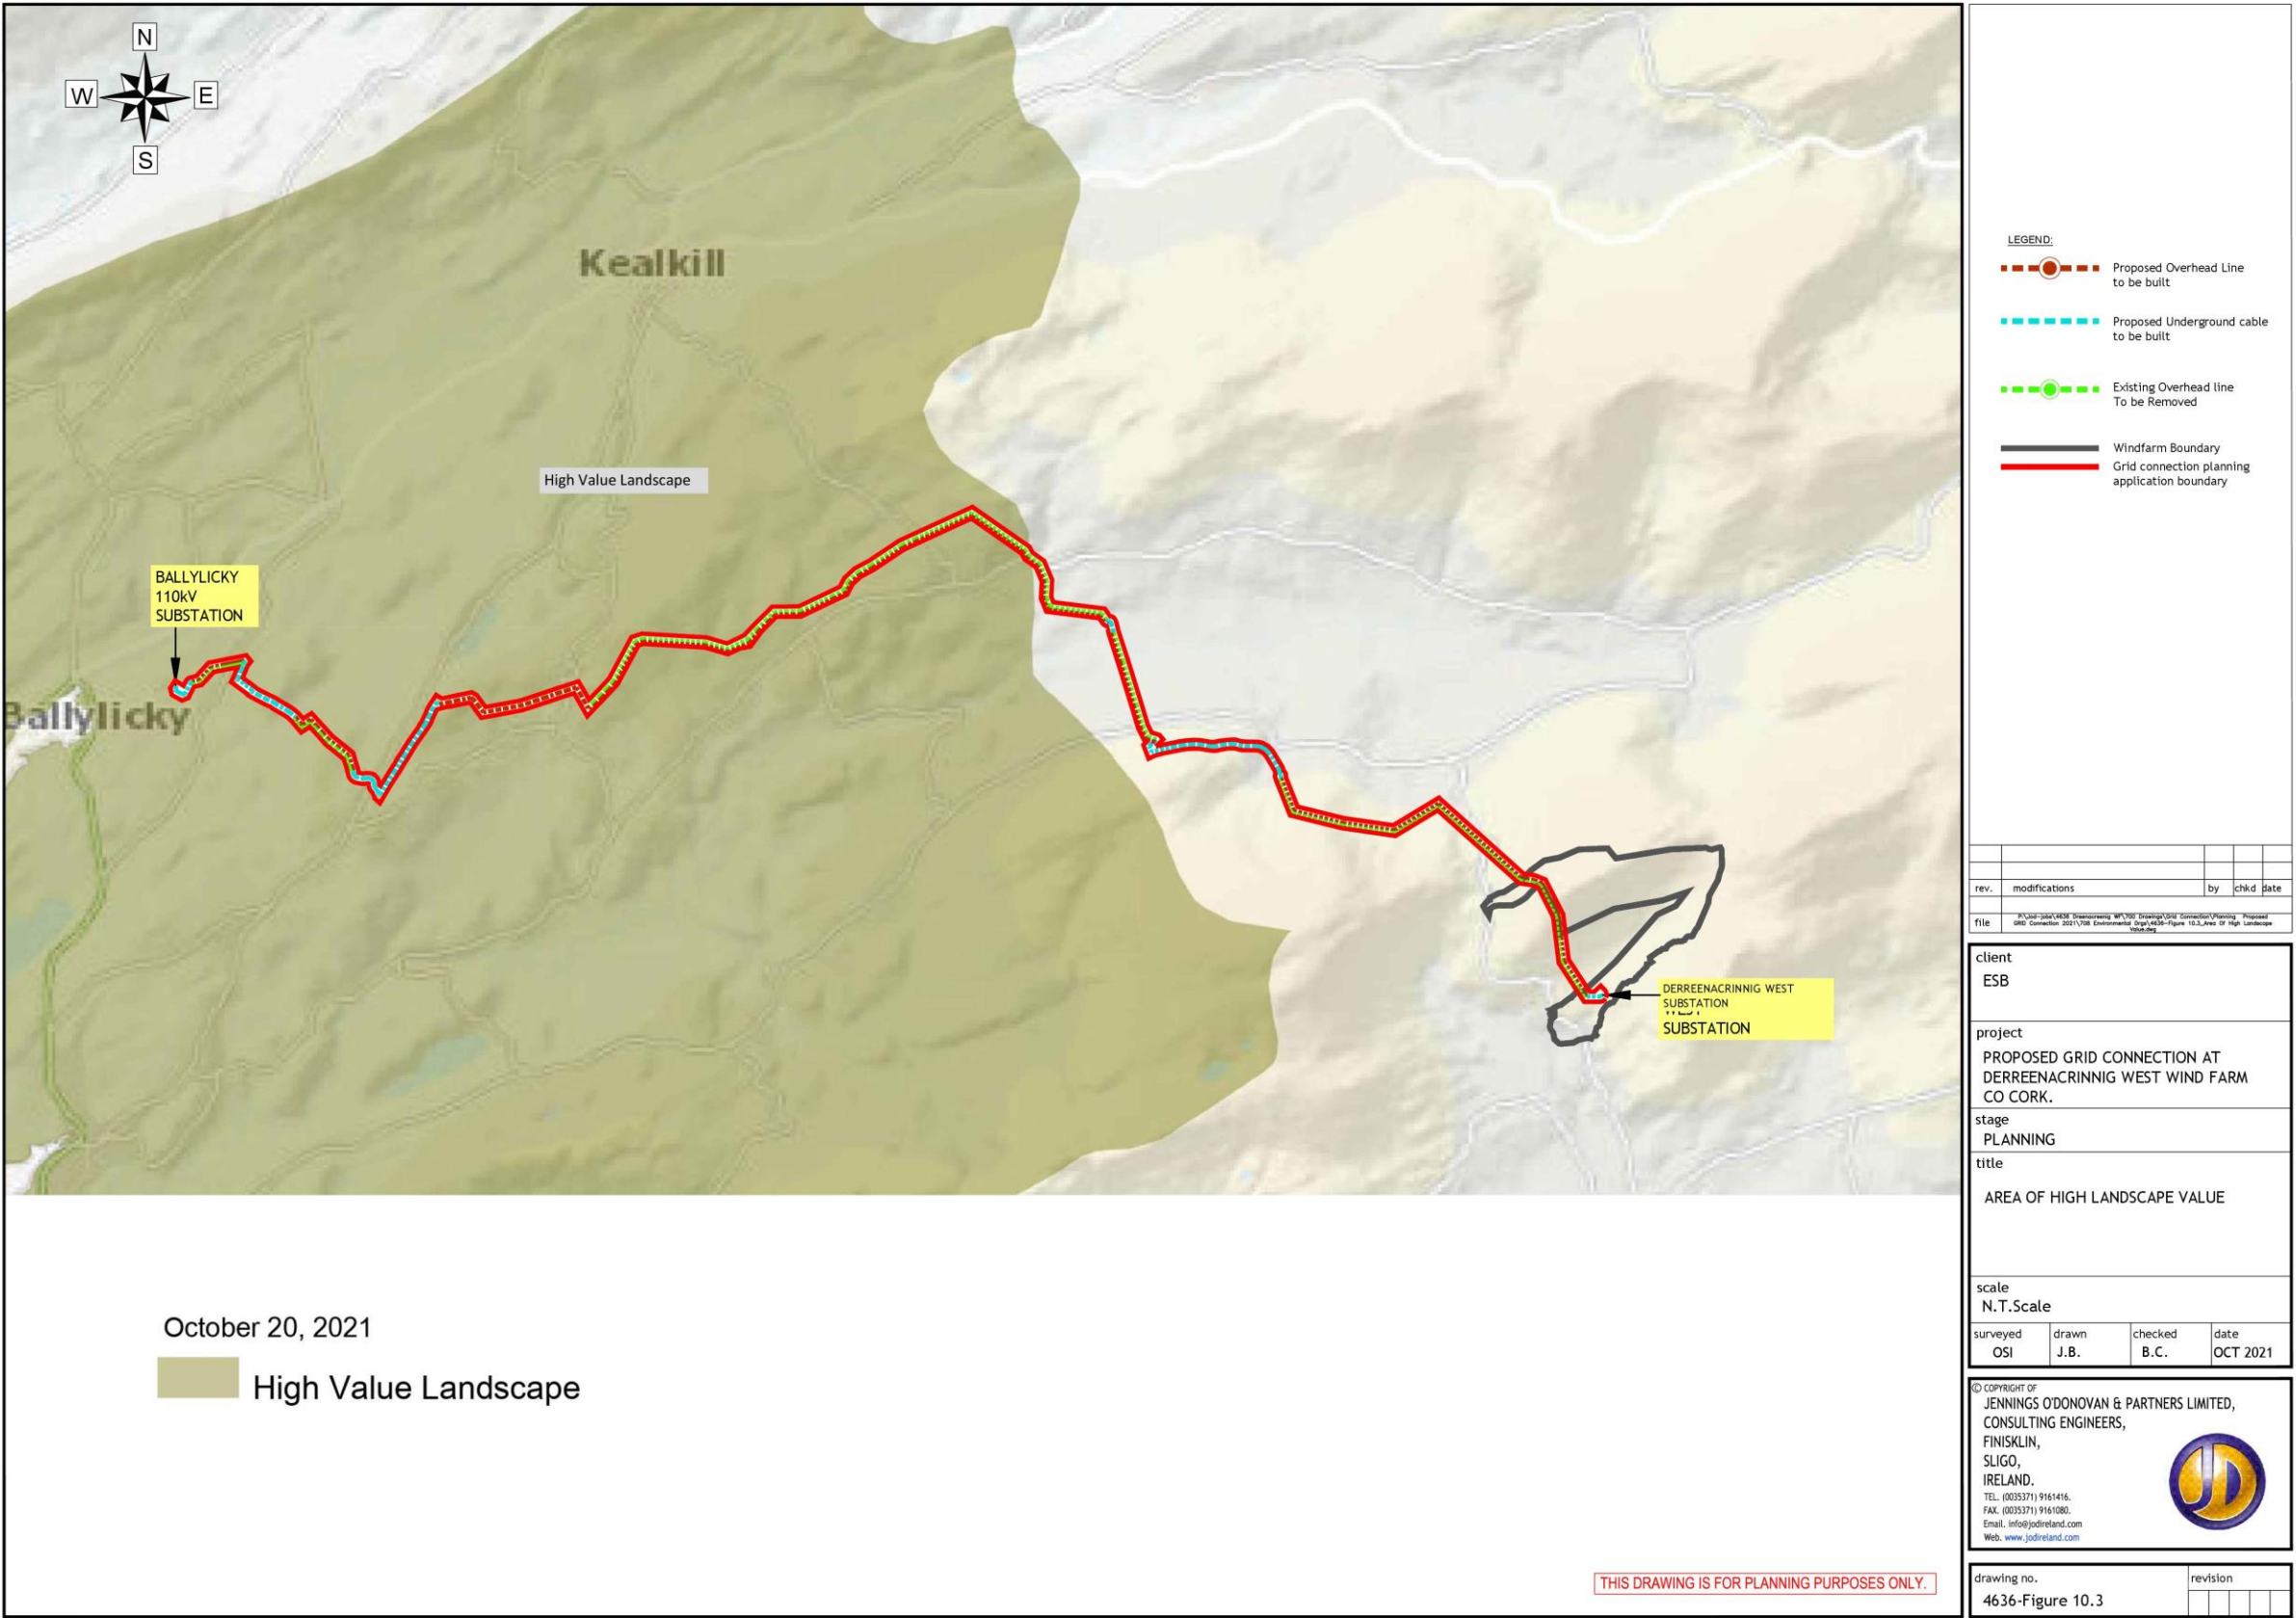 N
W
E
S
Kealkill
High Value Landscape
BALLYLICKY
110kV
SUBSTATION
Ballylicky
DERREENACRINNIG WEST
SUBSTATION
SUBSTATION
October 20, 2021
High Value Landscape
THIS DRAWING IS FOR PLANNING PURPOSES ONLY.
LEGEND:
Proposed Overhead Line
to be built
Proposed Underground cable
to be built
Existing Overhead line
To be Removed
Windfarm Boundary
Grid connection planning
application boundary
rev. modifications by chkd date
file
client
ESB
project
PROPOSED GRID CONNECTION AT
DERREENACRINNIG WEST WIND FARM
CO CORK.
stage
PLANNING
title
AREA OF HIGH LANDSCAPE VALUE
scale
N.T.Scale
surveyed drawn checked date
OSI J.B. B.C. OCT 2021
© COPYRIGHT OF
JENNINGS O'DONOVAN & PARTNERS LIMITED,
CONSULTING ENGINEERS,
FINISKLIN,
SLIGO,
IRELAND.
TEL. (0035371) 9161416.
FAX. (0035371) 9161080.
Email. info@jodireland.com
Web. www.jodireland.com
JD
drawing no. revision
4636-Figure 10.3